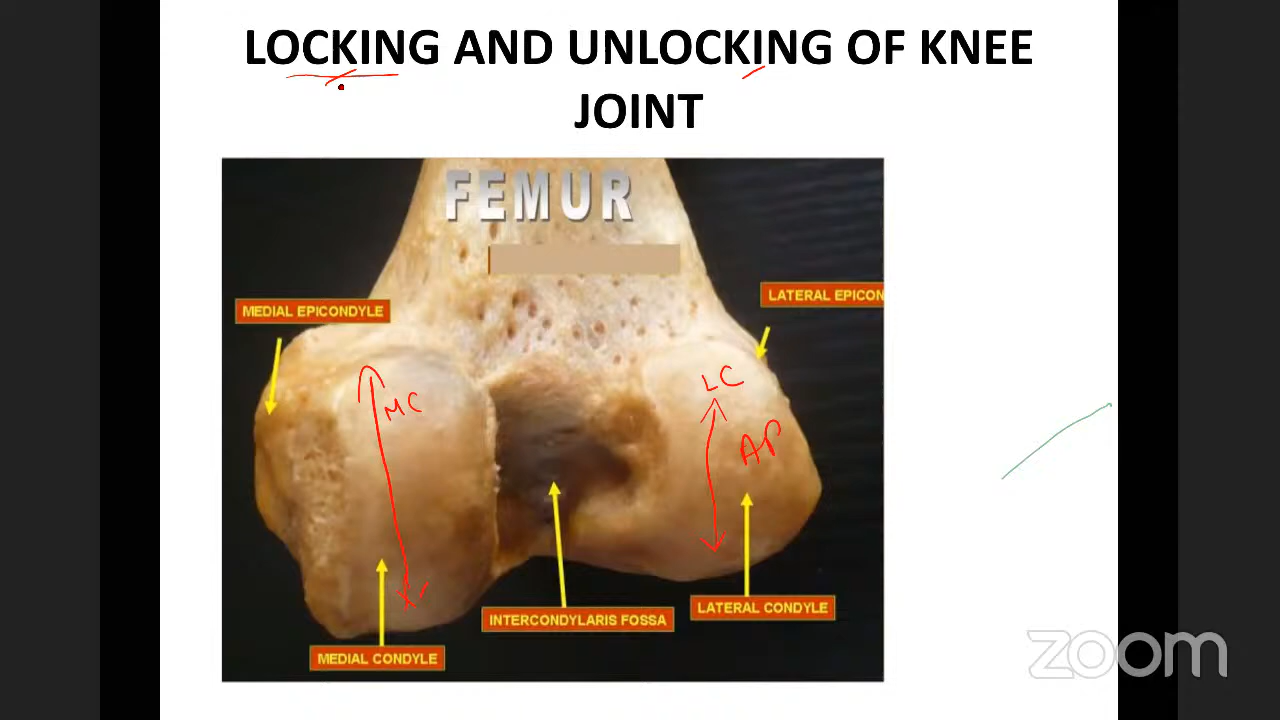 LOCKING AND UNLOCKING OF KNEE
JOINT
FEMUR
MEDIAL EPICONDYLE
LATERAL EPICON
LC
MC
AP
INTERCONDYLARIS FOSSA
LATERAL CONDYLE
MEDIAL CONDYLE
zoom